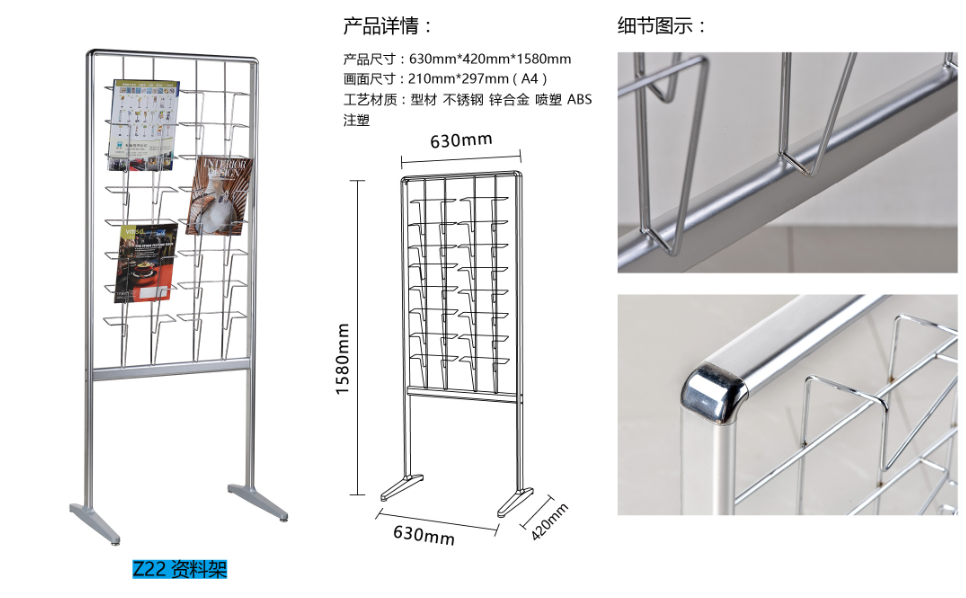 产品详情：
产品尺寸：630mm*420mm*1580mm
画面尺寸：210mm*297mm（A4）
工艺材质：型材 不锈钢 锌合金 喷塑 ABS
注塑
细节图示：
630mm
1580mm
630mm
420mm
INTERIOR
DESIGN
Z22 资料架